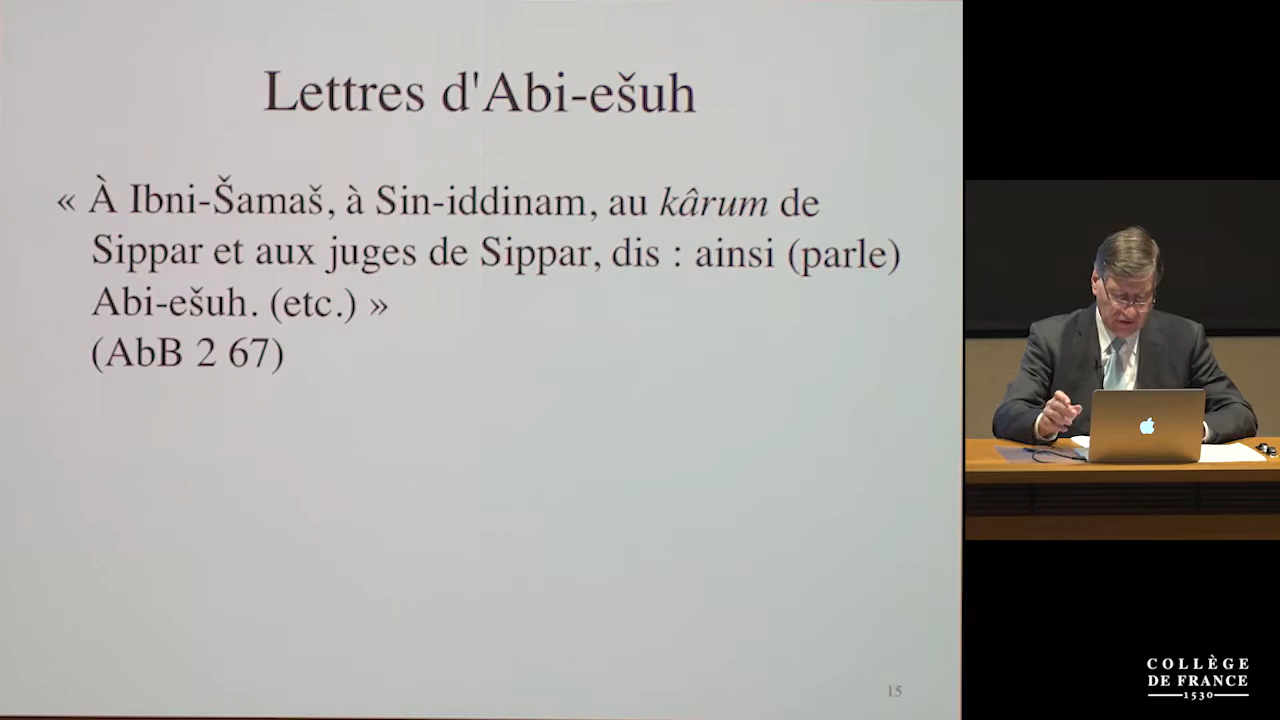 Lettres d'Abi-ešuh
« À Ibni-Šamaš, à Sin-iddinam, au kârum de
Sippar et aux juges de Sippar, dis : ainsi (parle)
Abi-ešuh. (etc.) »
(AbB 2 67)
15
COLLÈGE
DE FRANCE
1530